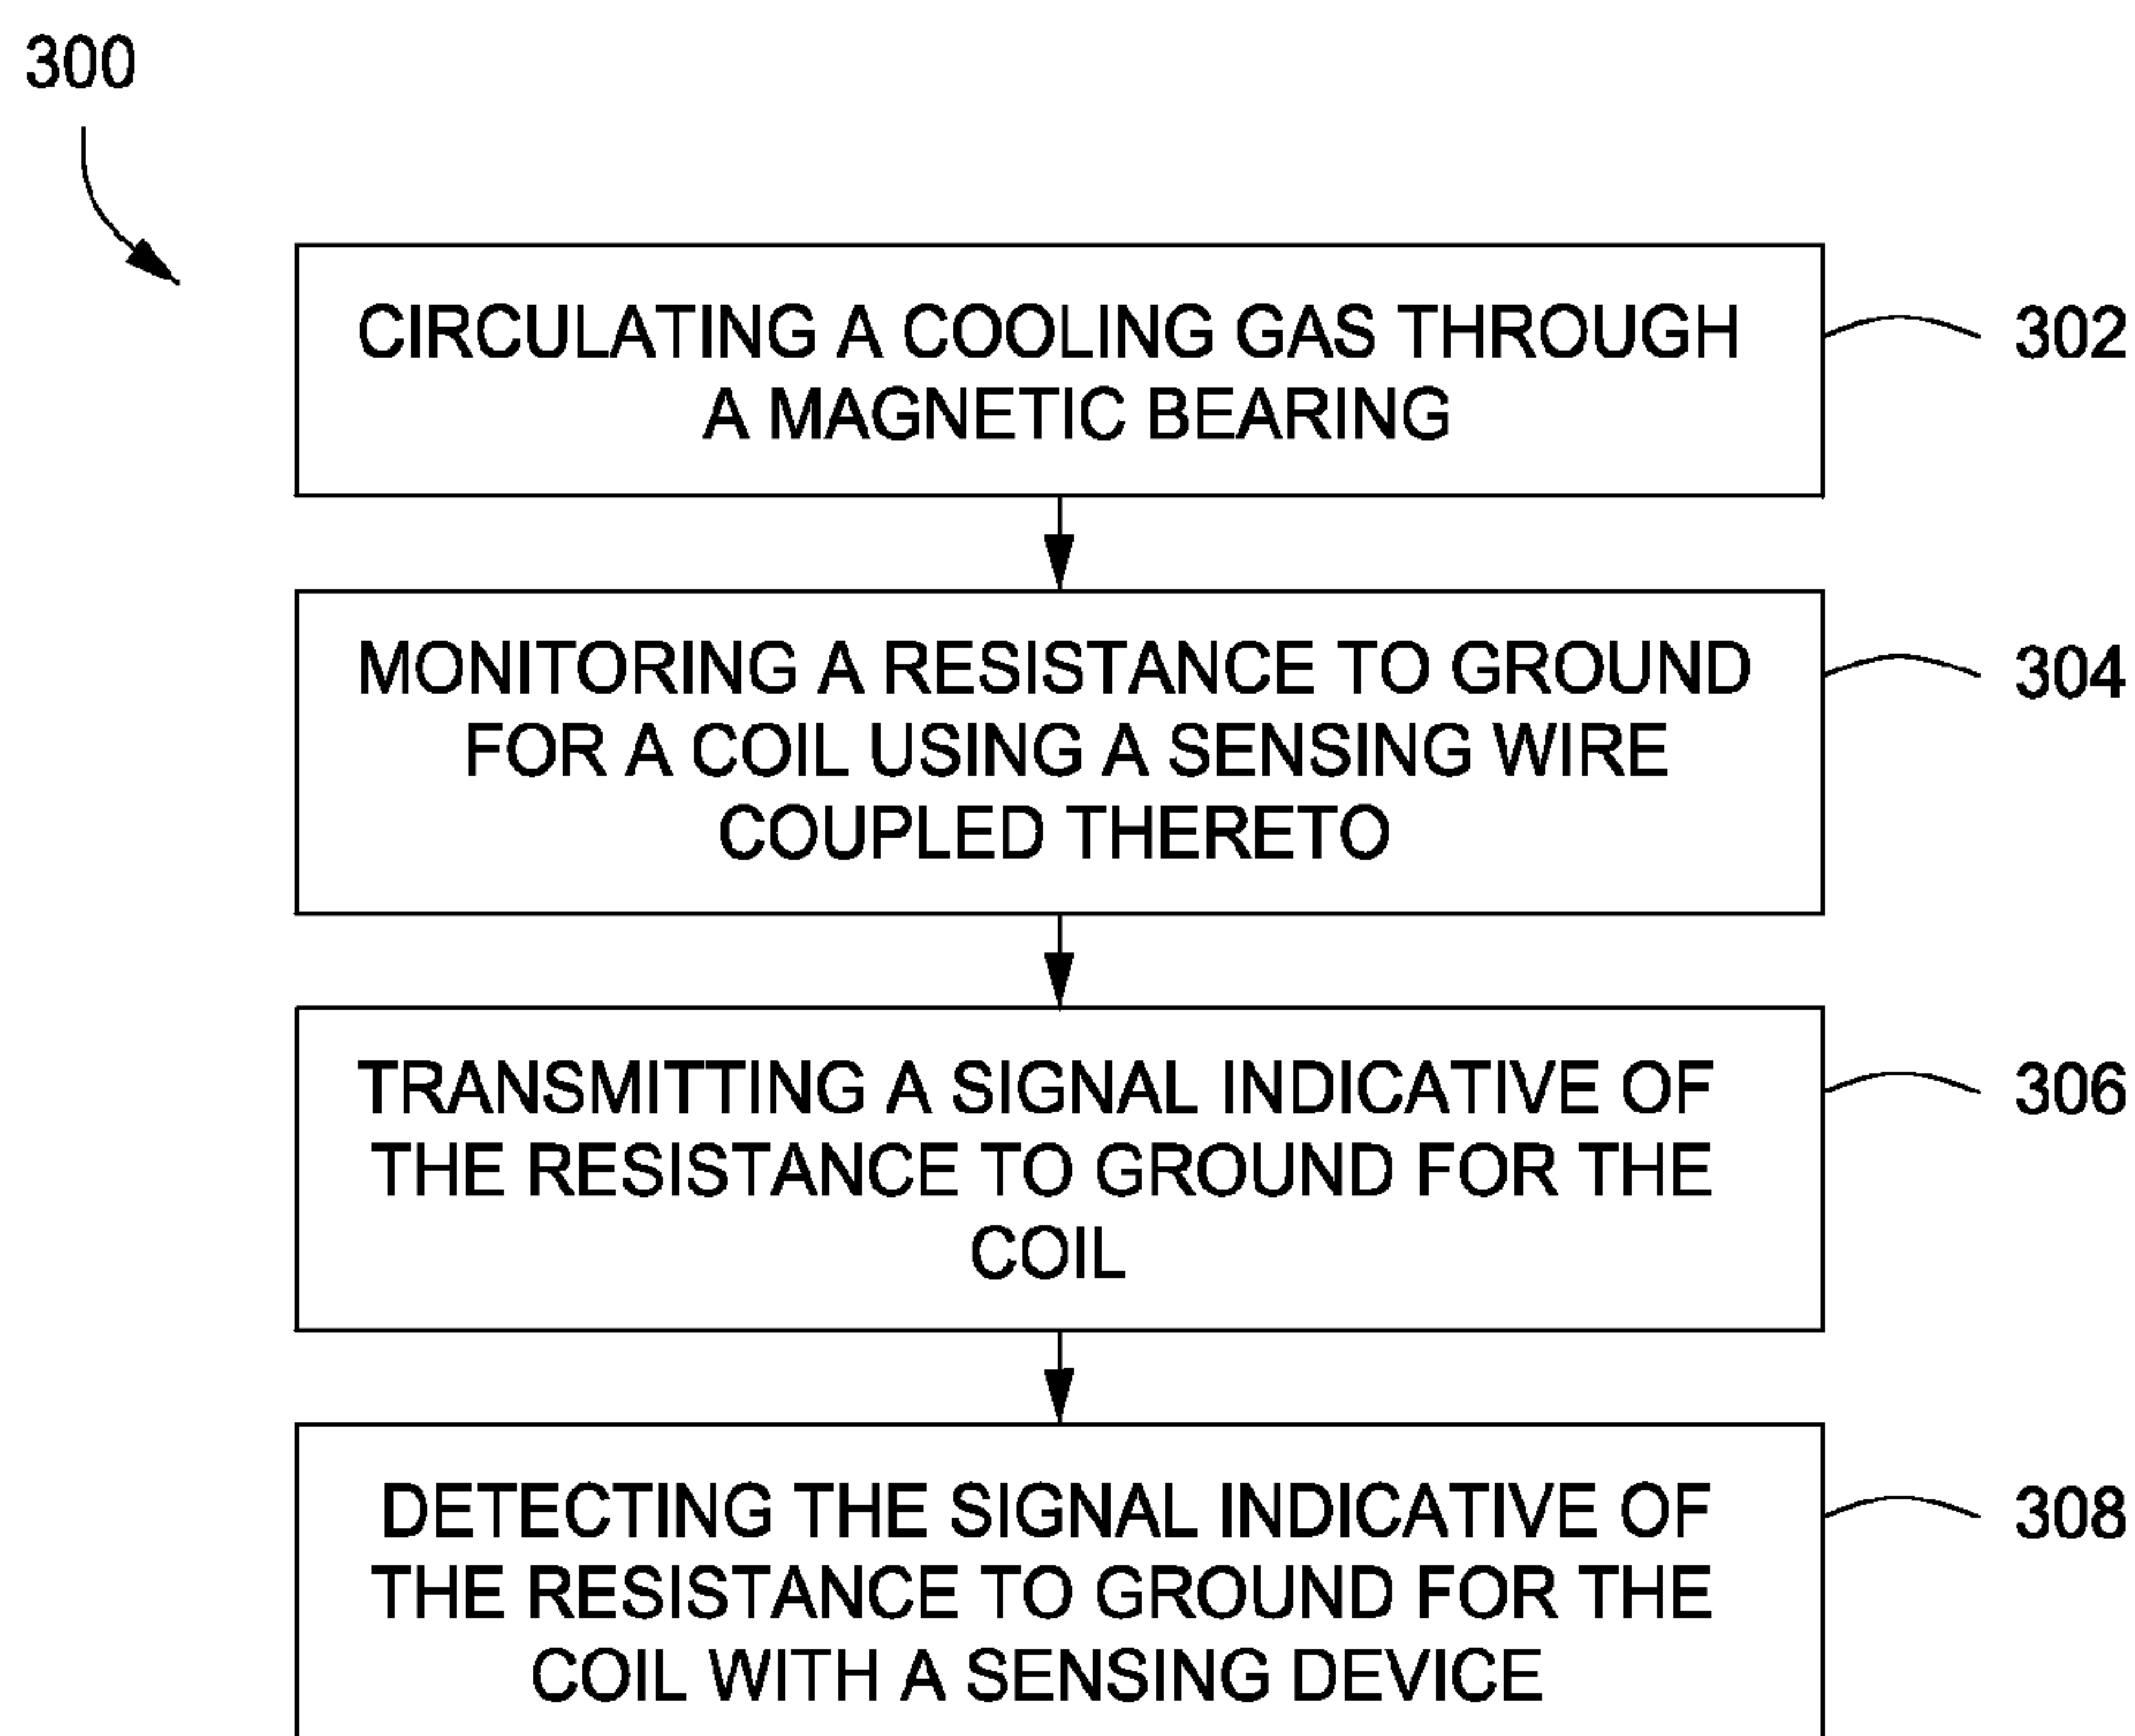 300
CIRCULATING A COOLING GAS THROUGH
A MAGNETIC BEARING
302
MONITORING A RESISTANCE TO GROUND
FOR A COIL USING A SENSING WIRE
COUPLED THERETO
304
TRANSMITTING A SIGNAL INDICATIVE OF
THE RESISTANCE TO GROUND FOR THE
COIL
306
DETECTING THE SIGNAL INDICATIVE OF
THE RESISTANCE TO GROUND FOR THE
COIL WITH A SENSING DEVICE
308